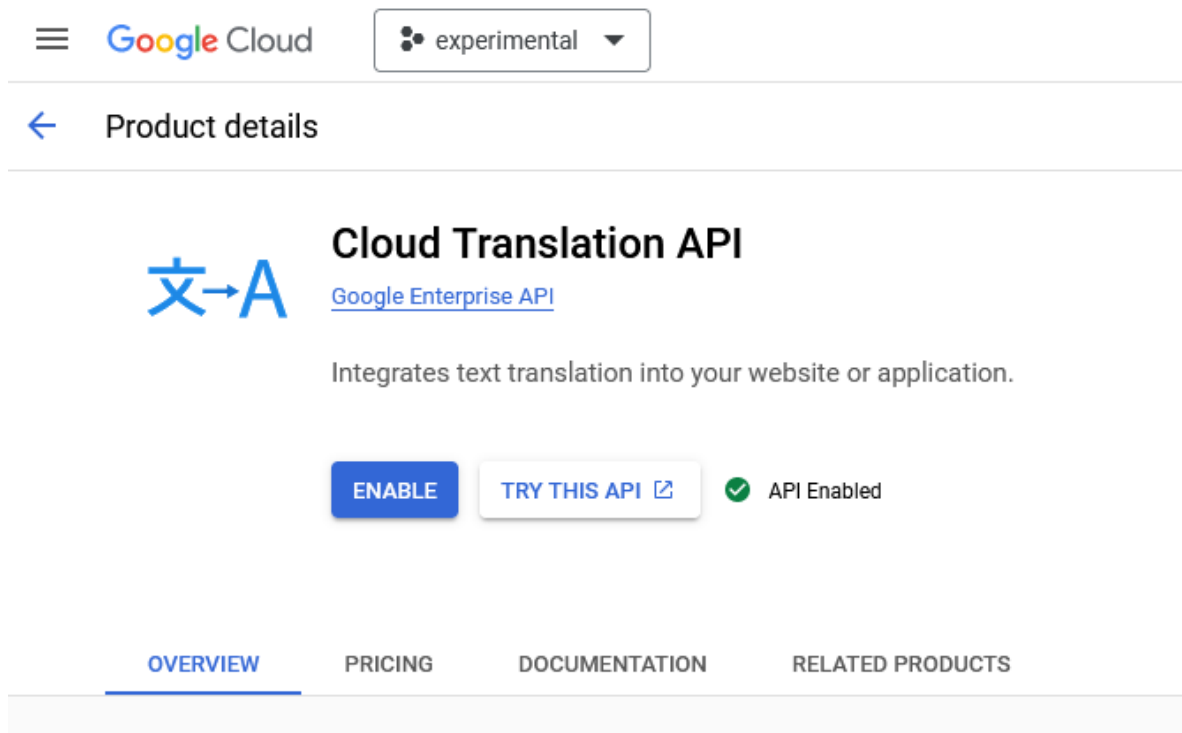 Google Cloud
experimental
Product details
文→A
Cloud Translation API
Google Enterprise API
Integrates text translation into your website or application.
ENABLE
TRY THIS API
API Enabled
OVERVIEW
PRICING
DOCUMENTATION
RELATED PRODUCTS